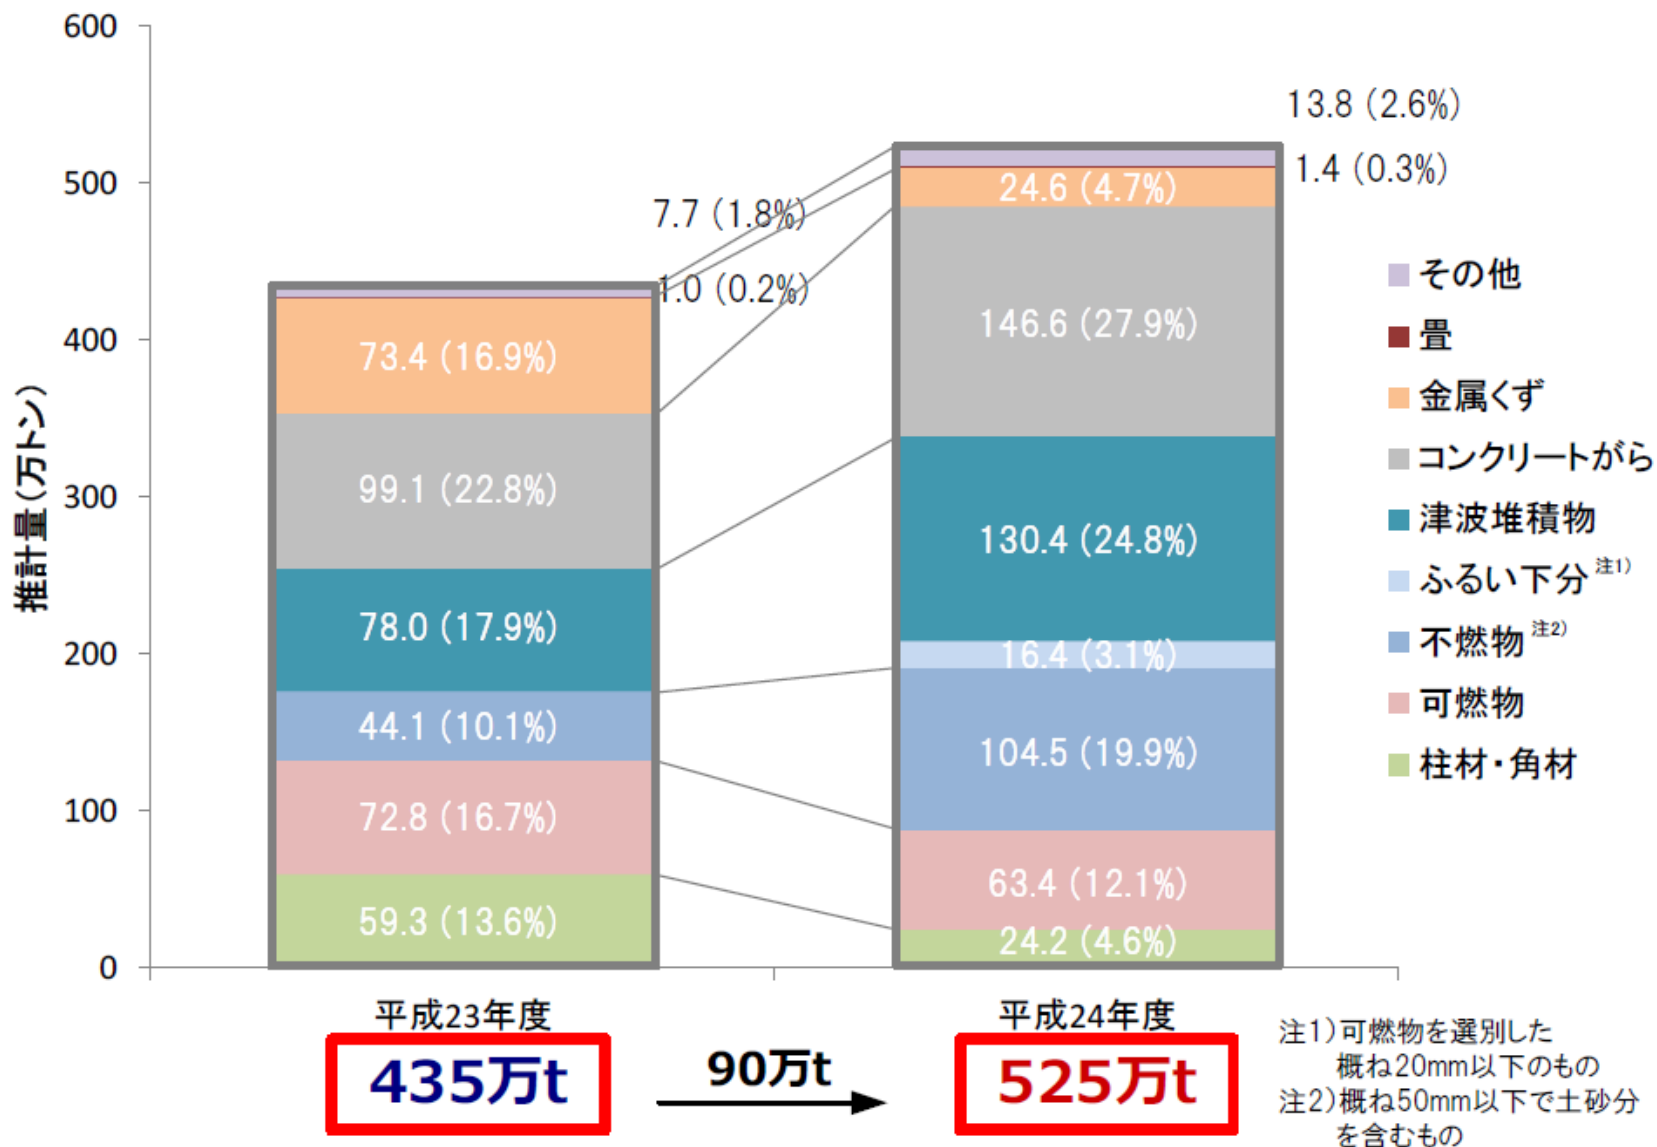 600
500
400
300
200
100
0
推計量(万トン)
7.7 (1.8%)
1.0 (0.2%)
73.4 (16.9%)
99.1 (22.8%)
78.0 (17.9%)
44.1 (10.1%)
72.8 (16.7%)
59.3 (13.6%)
13.8 (2.6%)
1.4 (0.3%)
24.6 (4.7%)
146.6 (27.9%)
130.4 (24.8%)
16.4 (3.1%)
104.5 (19.9%)
63.4 (12.1%)
24.2 (4.6%)
その他
畳
金属くず
コンクリートがら
津波堆積物
ふるい下分 注1)
不燃物 注2)
可燃物
柱材・角材
平成23年度
435万t
90万t
平成24年度
525万t
注1)可燃物を選別した
概ね20mm以下のもの
注2)概ね50mm以下で土砂分
を含むもの